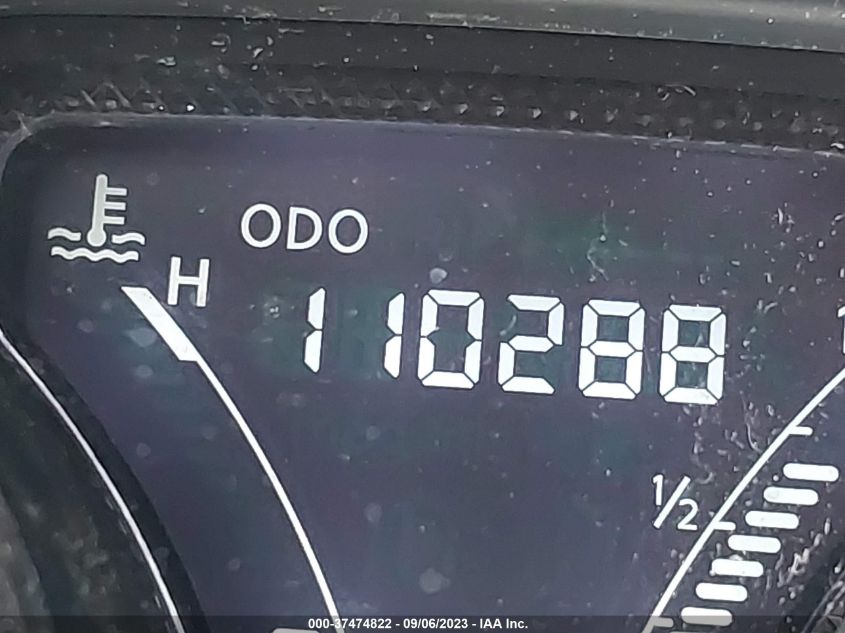 ODO
H
110288
1/2
000-37474822 - 09/06/2023 - IAA Inc.